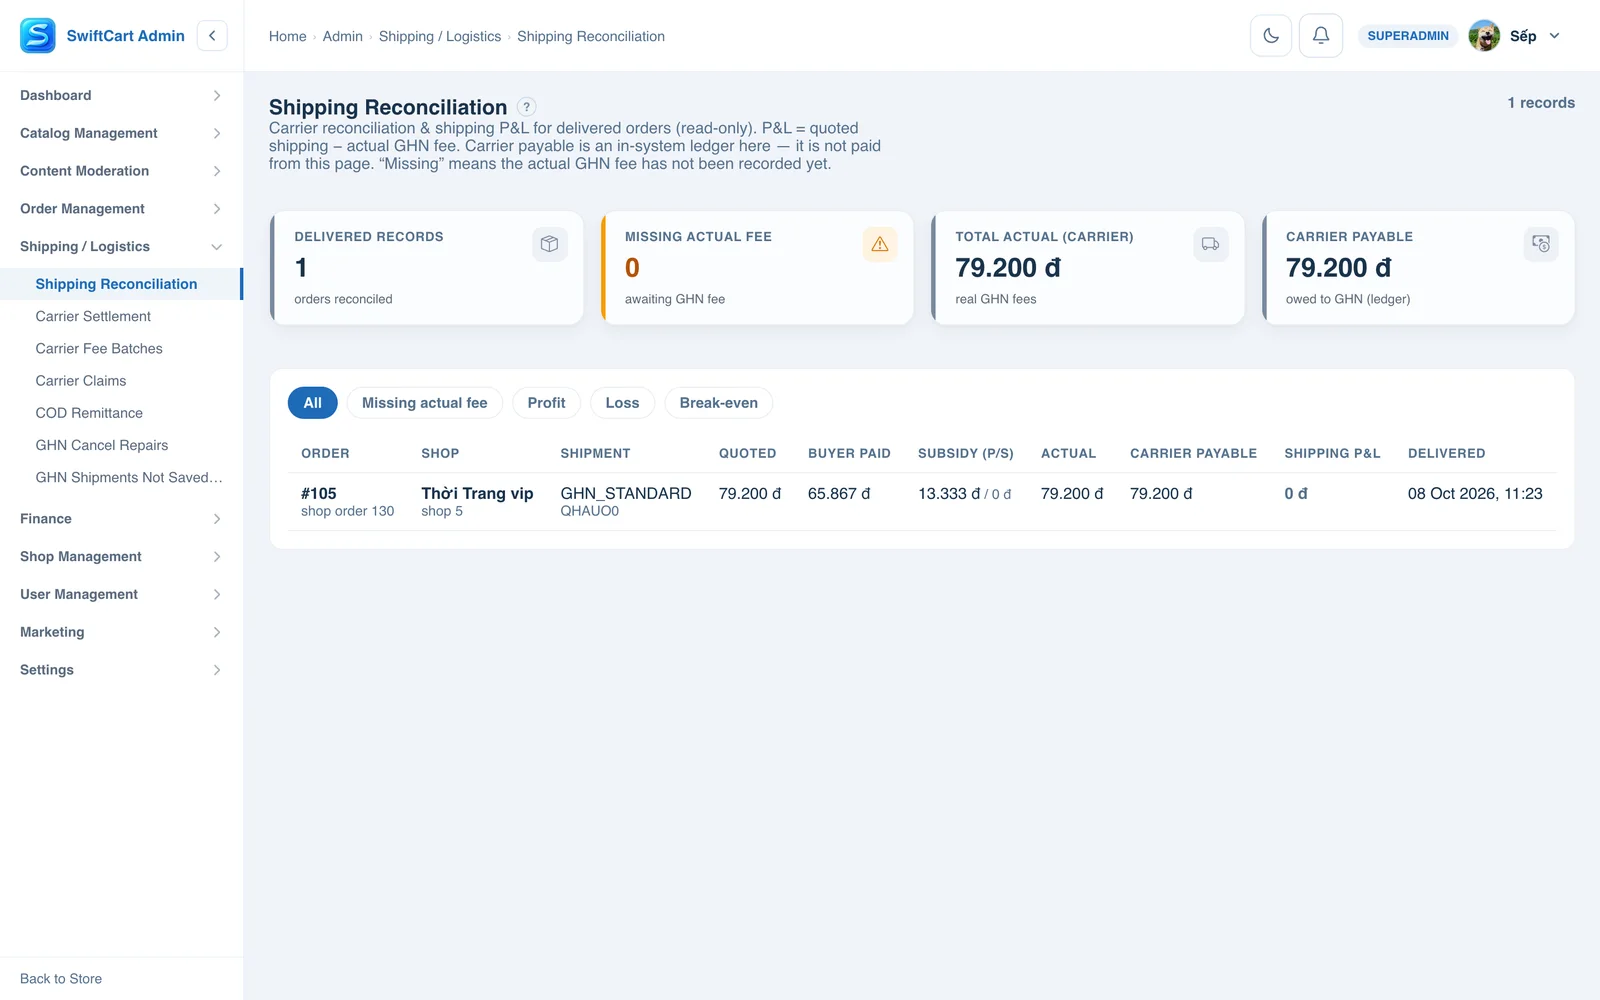 SwiftCart Admin
Home › Admin › Shipping / Logistics › Shipping Reconciliation
SUPERADMIN
Sếp
Dashboard
Catalog Management
Content Moderation
Order Management
Shipping / Logistics
Shipping Reconciliation
Carrier Settlement
Carrier Fee Batches
Carrier Claims
COD Remittance
GHN Cancel Repairs
GHN Shipments Not Saved…
Finance
Shop Management
User Management
Marketing
Settings
Back to Store
Shipping Reconciliation ?
1 records
Carrier reconciliation & shipping P&L for delivered orders (read-only). P&L = quoted
shipping − actual GHN fee. Carrier payable is an in-system ledger here — it is not paid
from this page. “Missing” means the actual GHN fee has not been recorded yet.
DELIVERED RECORDS
1
orders reconciled
MISSING ACTUAL FEE
0
awaiting GHN fee
TOTAL ACTUAL (CARRIER)
79.200 đ
real GHN fees
CARRIER PAYABLE
79.200 đ
owed to GHN (ledger)
All Missing actual fee Profit Loss Break-even
ORDER SHOP SHIPMENT QUOTED BUYER PAID SUBSIDY (P/S) ACTUAL CARRIER PAYABLE SHIPPING P&L DELIVERED
#105 Thời Trang vip GHN_STANDARD 79.200 đ 65.867 đ 13.333 đ / 0 đ 79.200 đ 79.200 đ 0 đ 08 Oct 2026, 11:23
shop order 130 shop 5 QHAUO0